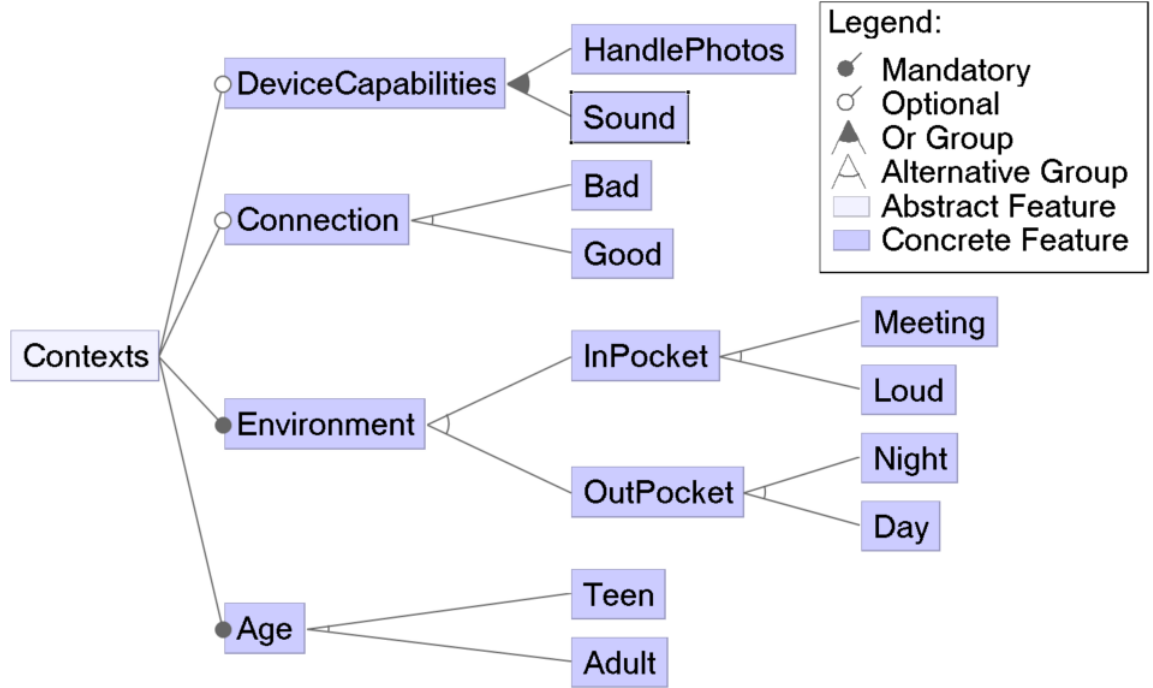 Contexts
DeviceCapabilities
HandlePhotos
Sound
Connection
Bad
Good
Environment
InPocket
Meeting
Loud
OutPocket
Night
Day
Age
Teen
Adult
Legend:
Mandatory
Optional
Or Group
Alternative Group
Abstract Feature
Concrete Feature